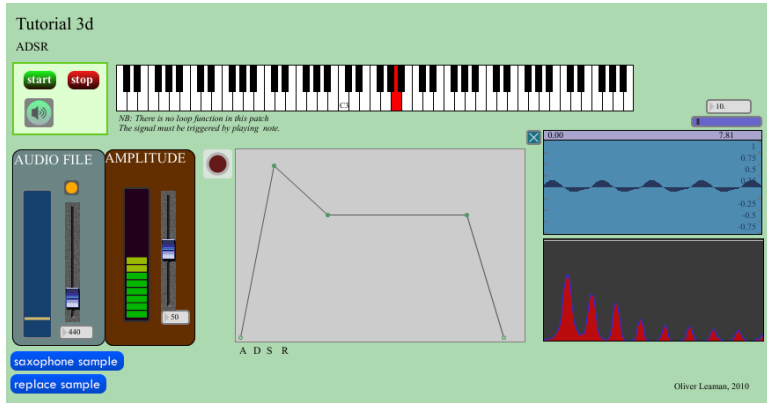 Tutorial 3d
ADSR
start stop
C3
NB: There is no loop function in this patch
The signal must be triggered by playing note.
10.
0.00 7.81
1
0.75
0.5
0.25
-0.25
-0.5
-0.75
AUDIO FILE
AMPLITUDE
440
50
A D S R
saxophone sample
replace sample
Oliver Leaman, 2010